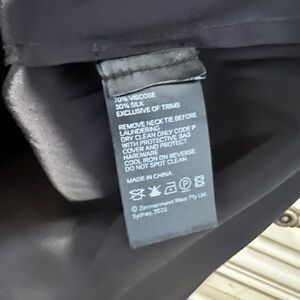 70% VISCOSE
30% SILK
EXCLUSIVE OF TRIMS
REMOVE NECK TIE BEFORE
LAUNDERING
DRY CLEAN ONLY CODE P
WITH PROTECTIVE BAG
COVER AND PROTECT
HARDWARE
COOL IRON ON REVERSE
DO NOT SPOT CLEAN
MADE IN CHINA
P
© Zimmermann Wear Pty Ltd.
Sydney, 2022.